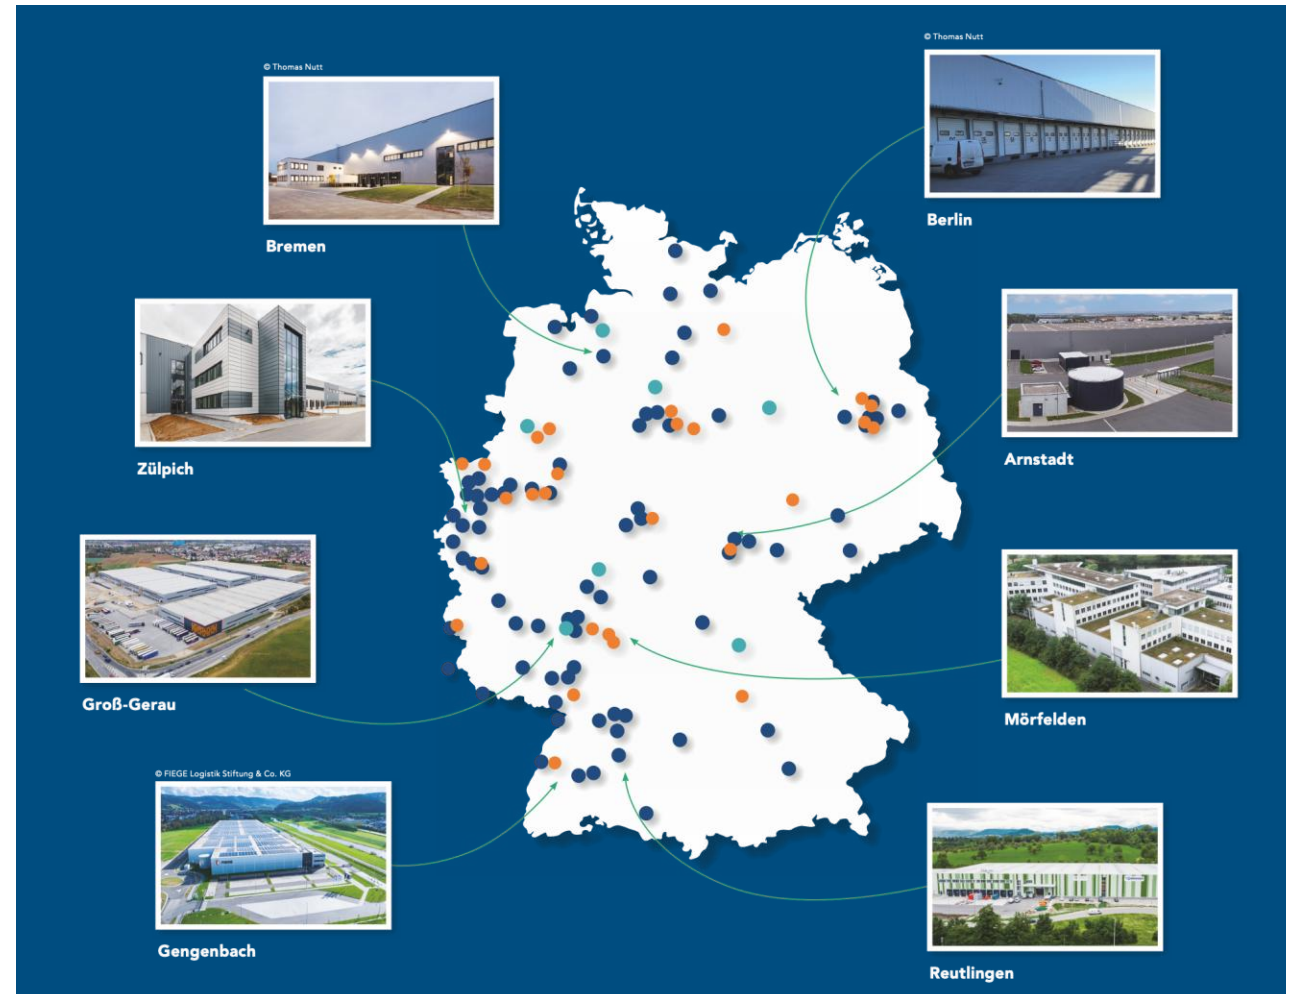 © Thomas Nutt
Bremen
© Thomas Nutt
Berlin
Zülpich
Arnstadt
Groß-Gerau
Mörfelden
© FIEGE Logistik Stiftung & Co. KG
Gengenbach
Reutlingen